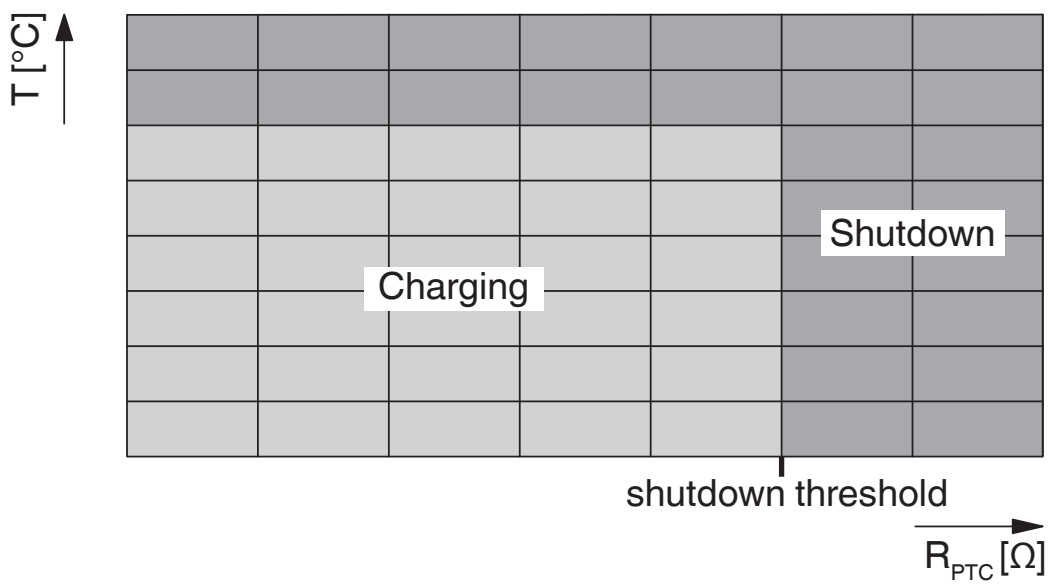 T [°C]
Shutdown
Charging
shutdown threshold
R_PTC [Ω]